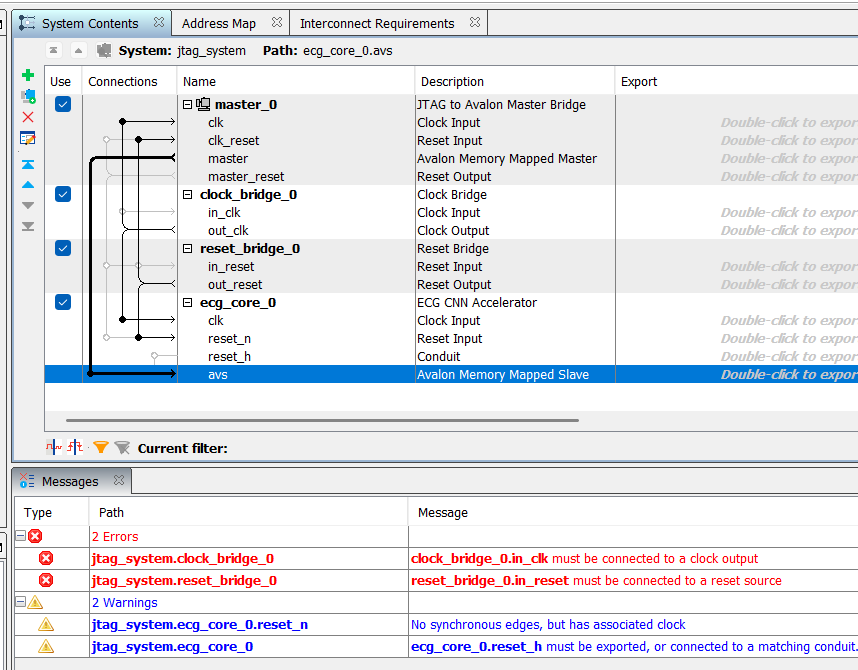 System Contents Address Map Interconnect Requirements
System: jtag_system Path: ecg_core_0.avs
Use Connections Name Description Export
master_0 JTAG to Avalon Master Bridge
clk Clock Input Double-click to expor
clk_reset Reset Input Double-click to expor
master Avalon Memory Mapped Master Double-click to expor
master_reset Reset Output Double-click to expor
clock_bridge_0 Clock Bridge
in_clk Clock Input Double-click to expor
out_clk Clock Output Double-click to expor
reset_bridge_0 Reset Bridge
in_reset Reset Input Double-click to expor
out_reset Reset Output Double-click to expor
ecg_core_0 ECG CNN Accelerator
clk Clock Input Double-click to expor
reset_n Reset Input Double-click to expor
reset_h Conduit Double-click to expor
avs Avalon Memory Mapped Slave Double-click to expor
Current filter:
Messages
Type Path Message
2 Errors
jtag_system.clock_bridge_0 clock_bridge_0.in_clk must be connected to a clock output
jtag_system.reset_bridge_0 reset_bridge_0.in_reset must be connected to a reset source
2 Warnings
jtag_system.ecg_core_0.reset_n No synchronous edges, but has associated clock
jtag_system.ecg_core_0 ecg_core_0.reset_h must be exported, or connected to a matching conduit.